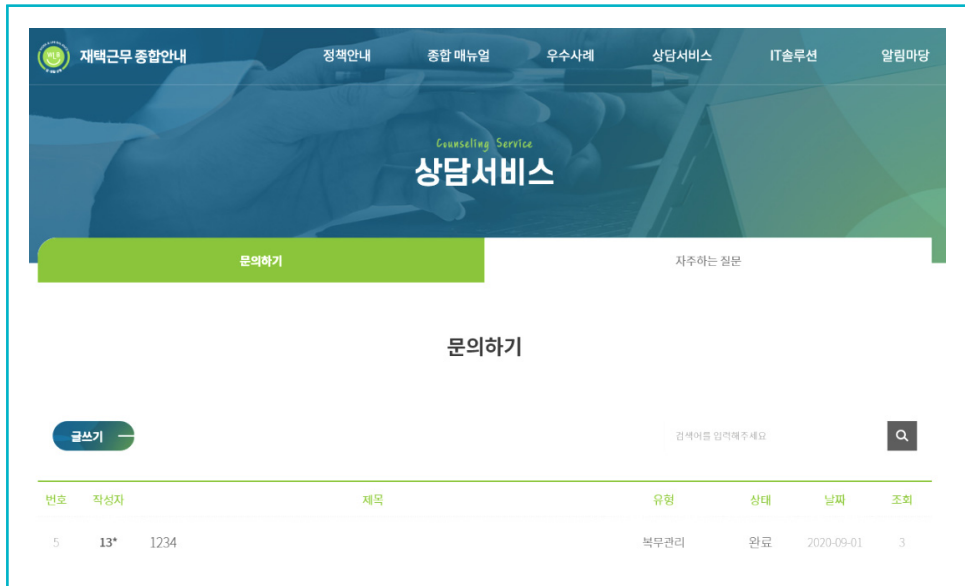 재택근무 종합안내 정책안내 종합 매뉴얼 우수사례 상담서비스 IT솔루션 알림마당
Counseling Service
상담서비스
문의하기 자주하는 질문
문의하기
글쓰기 검색어를 입력해주세요
번호 작성자 제목 유형 상태 날짜 조회
5 13* 1234 복무관리 완료 2020-09-01 3